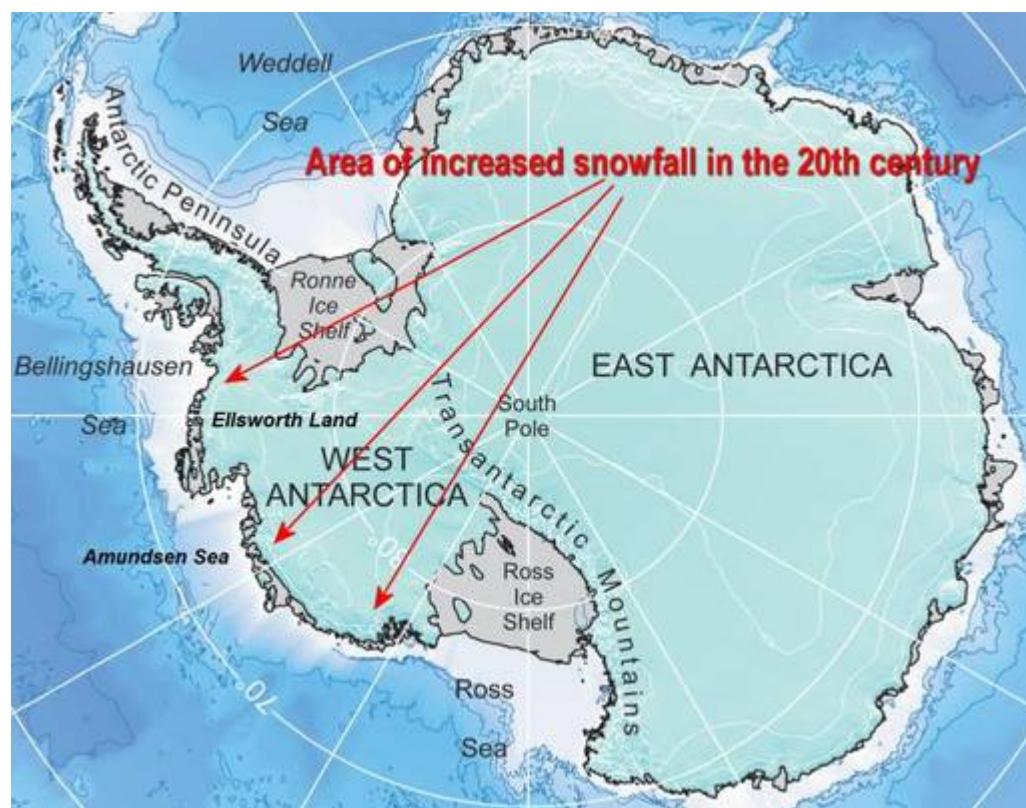 Weddell
Sea
Antarctic Peninsula
Area of increased snowfall in the 20th century
Ronne
Ice
Shelf
Bellingshausen
Sea
Ellsworth Land
EAST ANTARCTICA
South
Pole
Transantarctic Mountains
WEST
ANTARCTICA
80°
Amundsen Sea
Ross
Ice
Shelf
70°
Ross
Sea